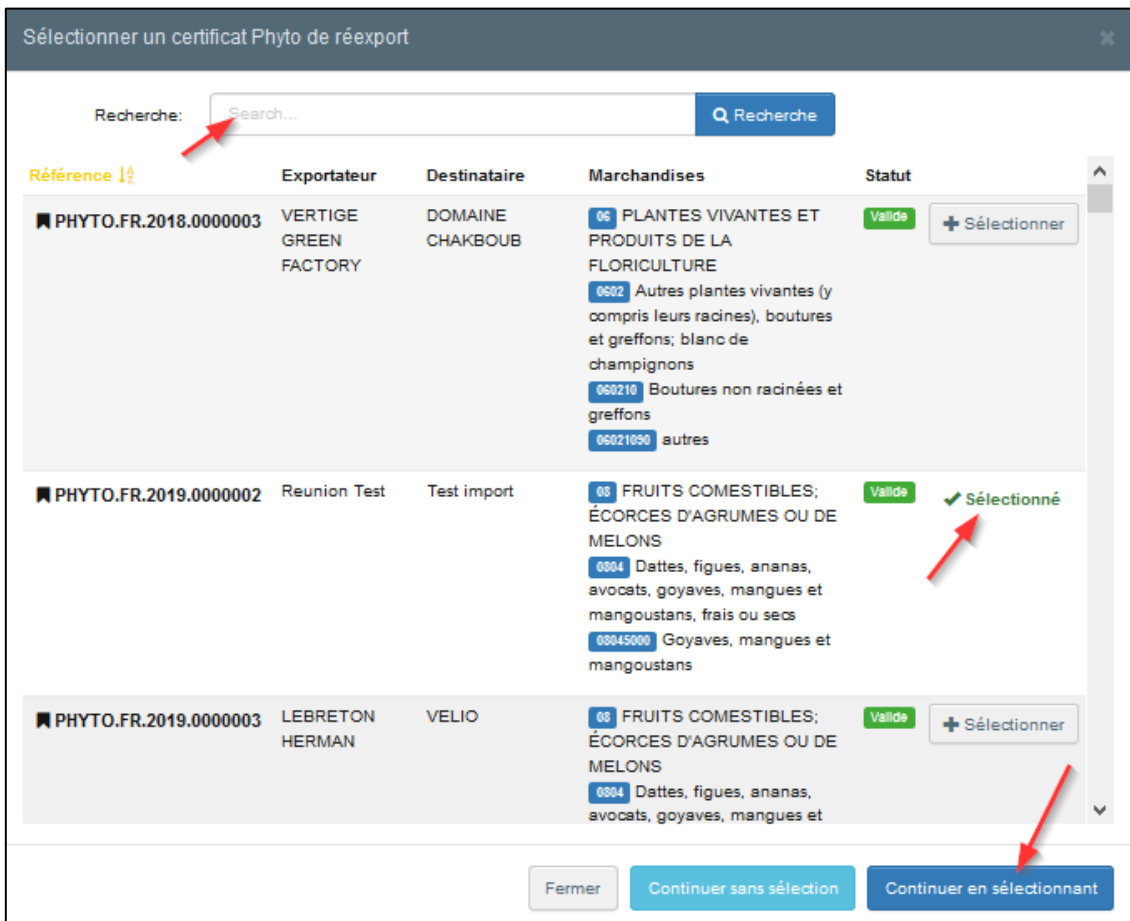 Sélectionner un certificat Phyto de réexport ×
Recherche: Search... Recherche
Référence Exportateur Destinataire Marchandises Statut
PHYTO.FR.2018.0000003 VERTIGE DOMAINE 06 PLANTES VIVANTES ET Valide + Sélectionner
GREEN CHAKBOUB PRODUITS DE LA
FACTORY FLORICULTURE
0602 Autres plantes vivantes (y
compris leurs racines), boutures
et greffons; blanc de
champignons
060210 Boutures non racinées et
greffons
06021090 autres
PHYTO.FR.2019.0000002 Reunion Test Test import 08 FRUITS COMESTIBLES; Valide ✔ Sélectionné
ÉCORCES D'AGRUMES OU DE
MELONS
0804 Dattes, figues, ananas,
avocats, goyaves, mangues et
mangoustans, frais ou secs
08045000 Goyaves, mangues et
mangoustans
PHYTO.FR.2019.0000003 LEBRETON VELIO 08 FRUITS COMESTIBLES; Valide + Sélectionner
HERMAN ÉCORCES D'AGRUMES OU DE
MELONS
0804 Dattes, figues, ananas,
avocats, goyaves, mangues et
Fermer Continuer sans sélection Continuer en sélectionnant